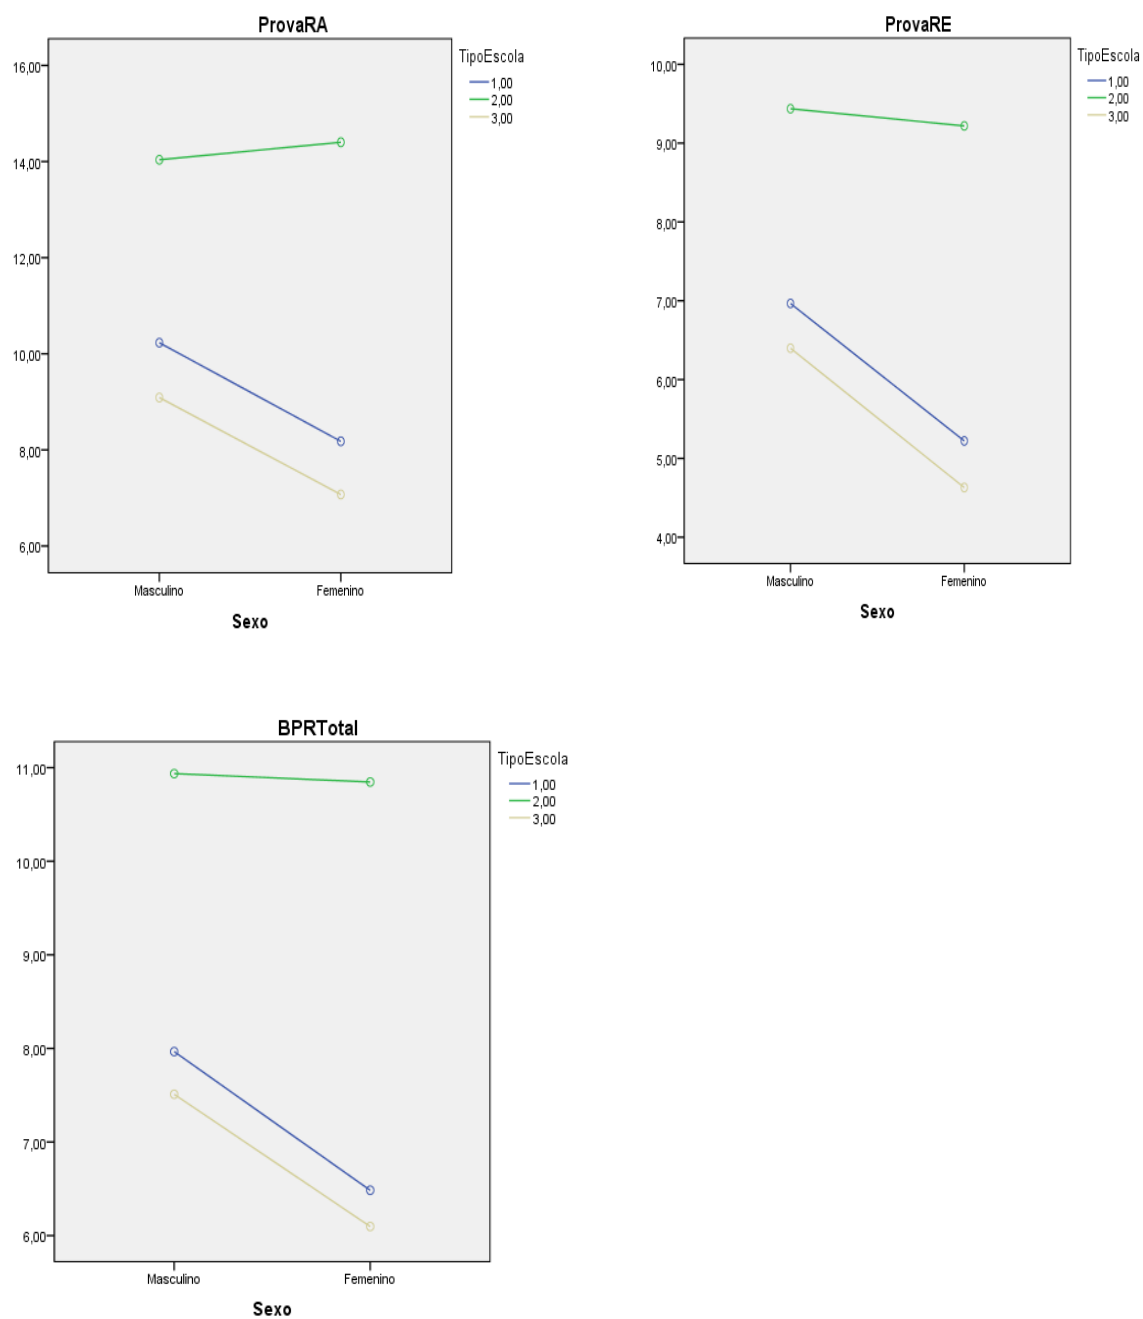 ProvaRA
TipoEscola
1,00
2,00
3,00
16,00
14,00
12,00
10,00
8,00
6,00
Masculino Femenino
Sexo
ProvaRE
TipoEscola
1,00
2,00
3,00
10,00
9,00
8,00
7,00
6,00
5,00
4,00
Masculino Femenino
Sexo
BPRTotal
TipoEscola
1,00
2,00
3,00
11,00
10,00
9,00
8,00
7,00
6,00
Masculino Femenino
Sexo